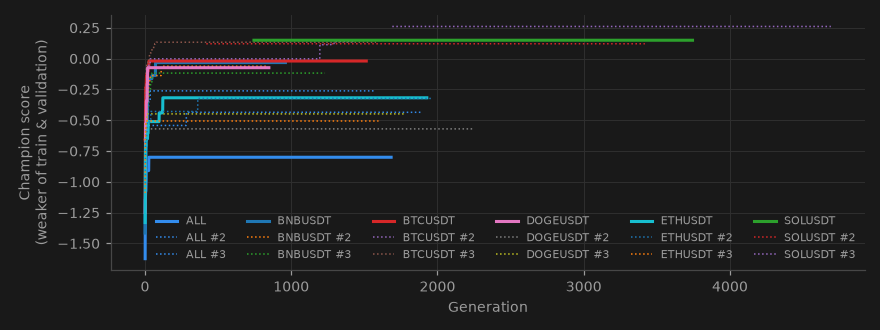 Champion score
(weaker of train & validation)
0.25
0.00
−0.25
−0.50
−0.75
−1.00
−1.25
−1.50
ALL BNBUSDT BTCUSDT DOGEUSDT ETHUSDT SOLUSDT
ALL #2 BNBUSDT #2 BTCUSDT #2 DOGEUSDT #2 ETHUSDT #2 SOLUSDT #2
ALL #3 BNBUSDT #3 BTCUSDT #3 DOGEUSDT #3 ETHUSDT #3 SOLUSDT #3
0 1000 2000 3000 4000
Generation